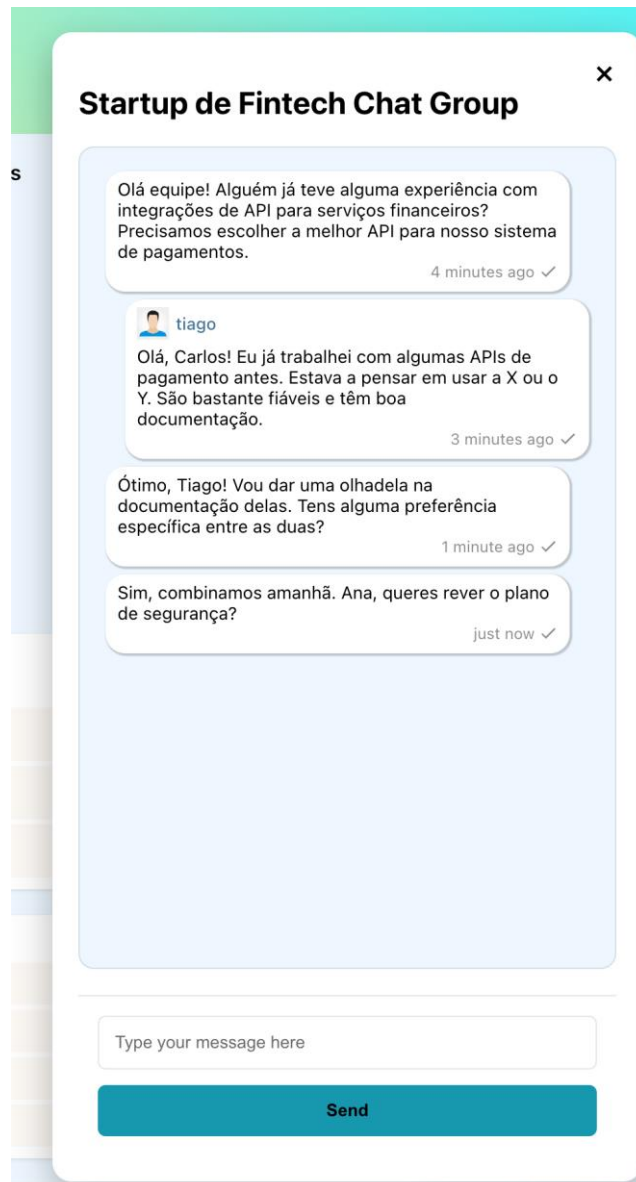 ×
Startup de Fintech Chat Group
s
Olá equipe! Alguém já teve alguma experiência com
integrações de API para serviços financeiros?
Precisamos escolher a melhor API para nosso sistema
de pagamentos.
4 minutes ago ✓
tiago
Olá, Carlos! Eu já trabalhei com algumas APIs de
pagamento antes. Estava a pensar em usar a X ou o
Y. São bastante fiáveis e têm boa
documentação.
3 minutes ago ✓
Ótimo, Tiago! Vou dar uma olhadela na
documentação delas. Tens alguma preferência
específica entre as duas?
1 minute ago ✓
Sim, combinamos amanhã. Ana, queres rever o plano
de segurança?
just now ✓
Type your message here
Send